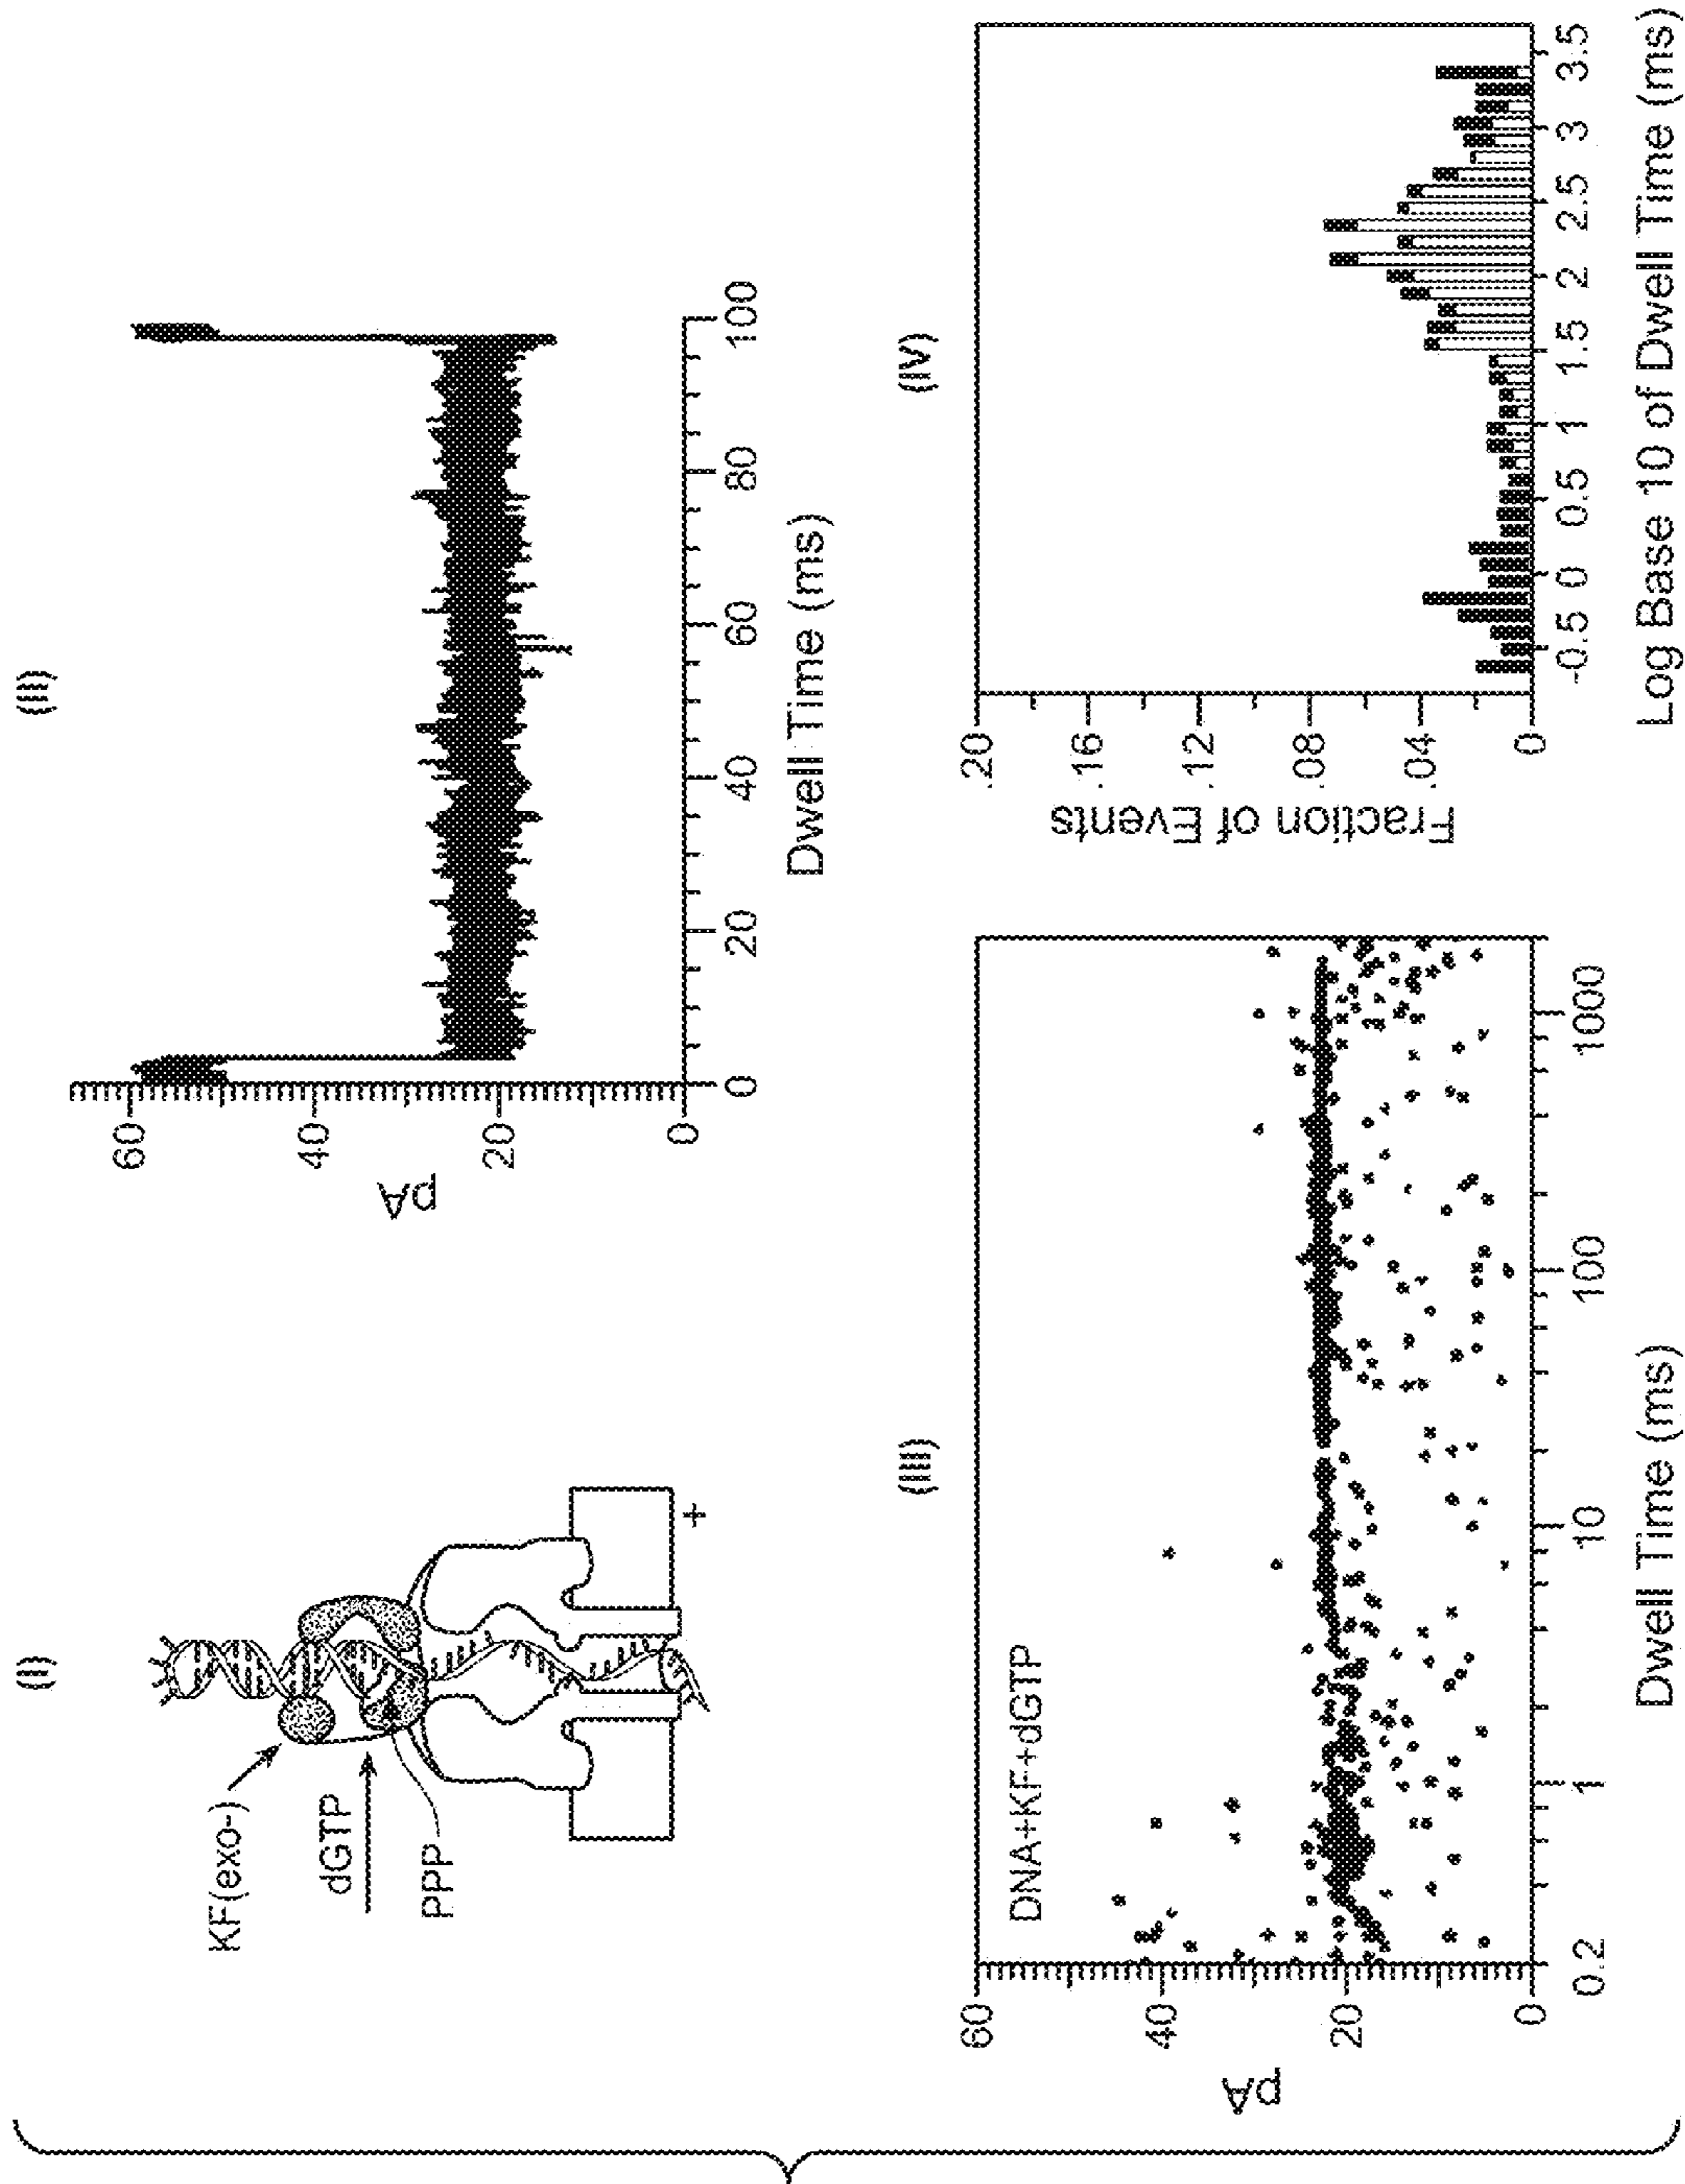 (I)
KF(exo-)
dGTP
PPP
+
(II)
pA
60
40
20
0
0 20 40 60 80 100
Dwell Time (ms)
(III)
DNA+KF+dGTP
pA
60
40
20
0
0.2 1 10 100 1000
Dwell Time (ms)
(IV)
Fraction of Events
.20
.16
.12
.08
.04
0
-0.5 0 0.5 1 1.5 2 2.5 3 3.5
Log Base 10 of Dwell Time (ms)